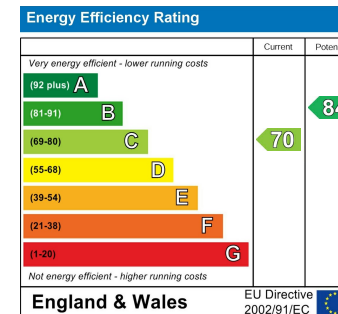 Energy Efficiency Rating
Current
Very energy efficient - lower running costs
(92 plus) A
(81-91) B
84
(69-80) C
70
(55-68) D
(39-54) E
(21-38) F
(1-20) G
Not energy efficient - higher running costs
England & Wales
EU Directive
2002/91/EC